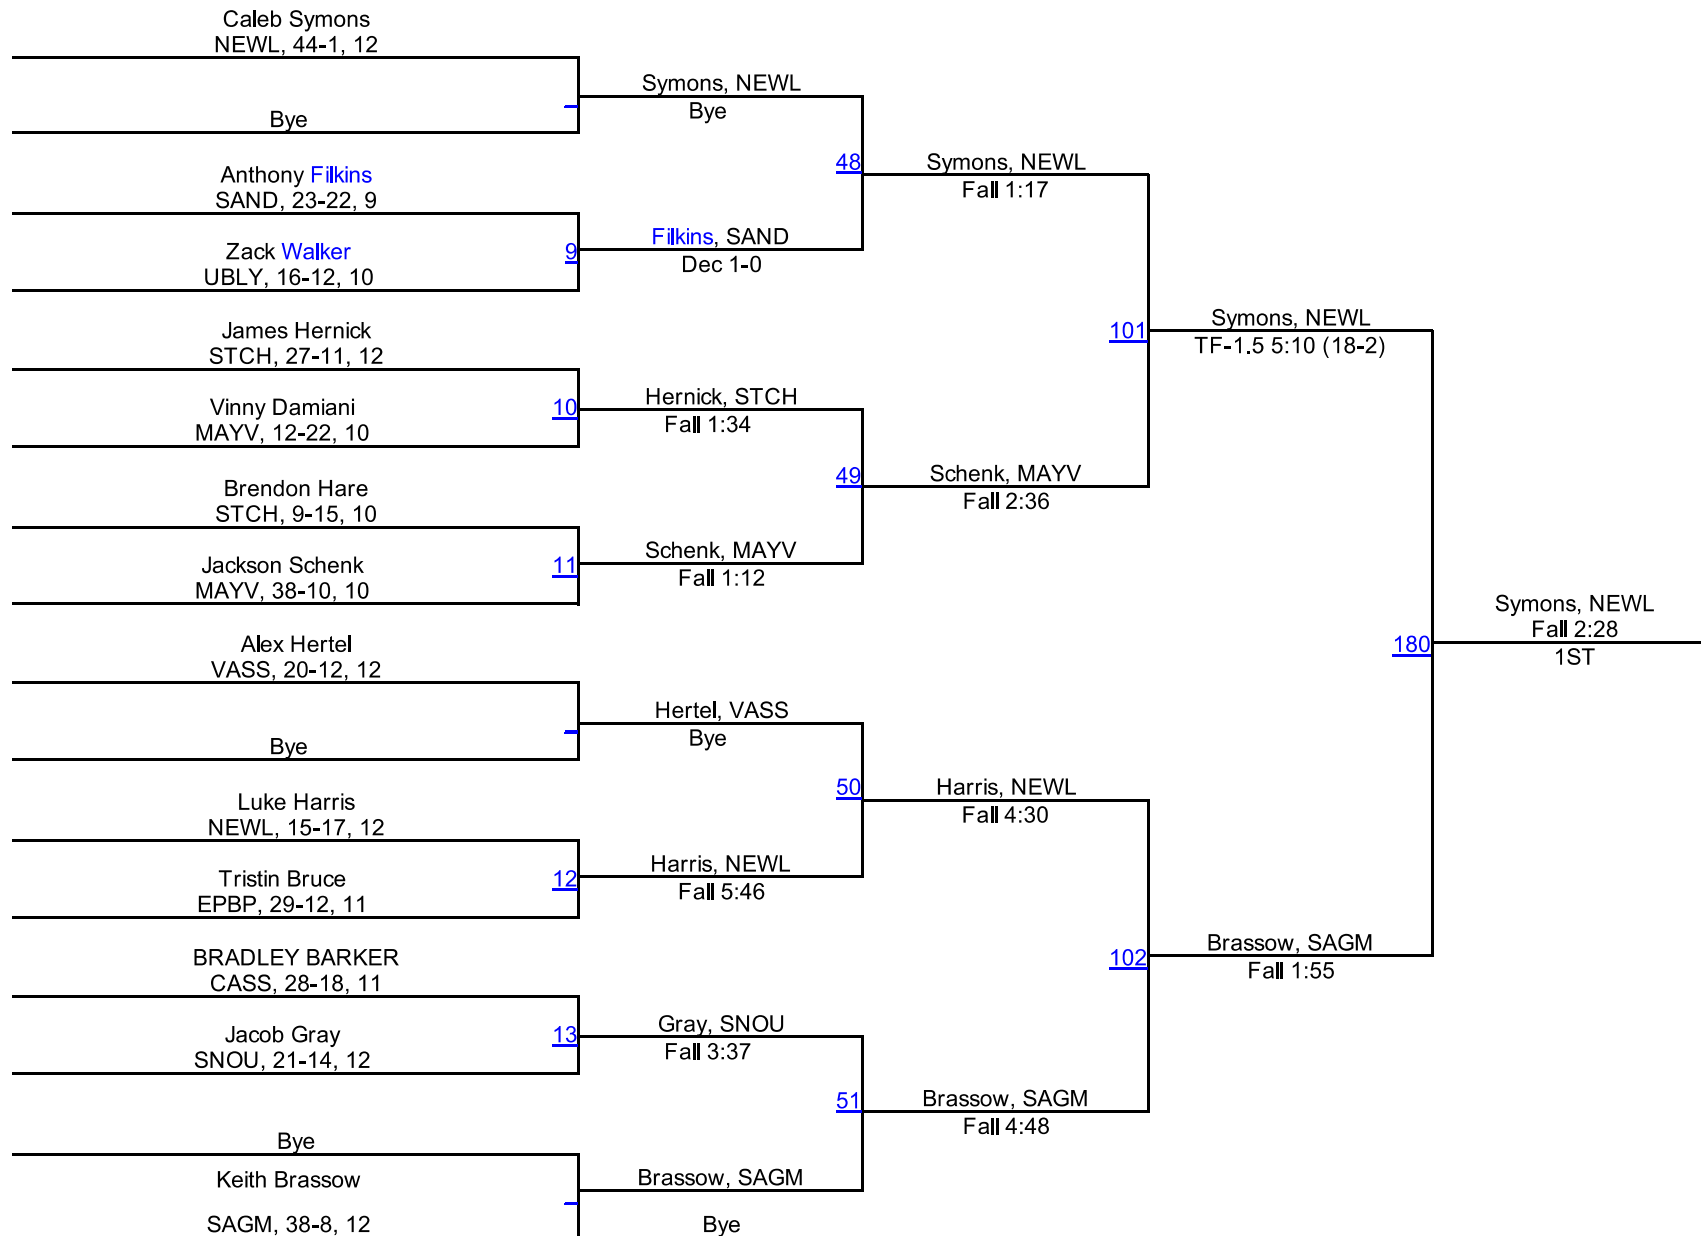 Caleb Symons
NEWL, 44-1, 12
Bye
Anthony Filkins
SAND, 23-22, 9
Zack Walker
UBLY, 16-12, 10
James Hernick
STCH, 27-11, 12
Vinny Damiani
MAYV, 12-22, 10
Brendon Hare
STCH, 9-15, 10
Jackson Schenk
MAYV, 38-10, 10
Alex Hertel
VASS, 20-12, 12
Bye
Luke Harris
NEWL, 15-17, 12
Tristin Bruce
EPBP, 29-12, 11
BRADLEY BARKER
CASS, 28-18, 11
Jacob Gray
SNOU, 21-14, 12
Bye
Keith Brassow
SAGM, 38-8, 12
9
10
11
12
13
Symons, NEWL
Bye
Filkins, SAND
Dec 1-0
Hernick, STCH
Fall 1:34
Schenk, MAYV
Fall 1:12
Hertel, VASS
Bye
Harris, NEWL
Fall 5:46
Gray, SNOU
Fall 3:37
Brassow, SAGM
Bye
48
49
50
51
Symons, NEWL
Fall 1:17
Schenk, MAYV
Fall 2:36
Harris, NEWL
Fall 4:30
Brassow, SAGM
Fall 4:48
101
102
Symons, NEWL
TF-1.5 5:10 (18-2)
Brassow, SAGM
Fall 1:55
180
Symons, NEWL
Fall 2:28
1ST